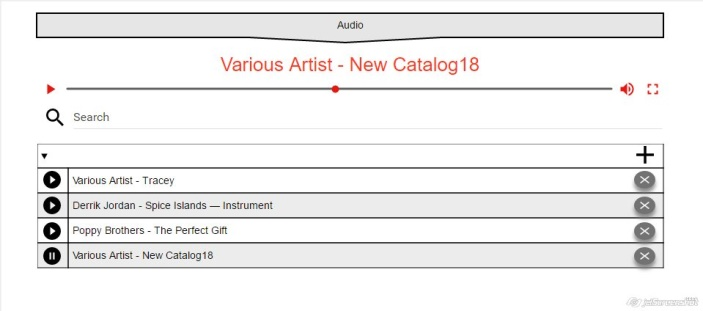 Audio
Various Artist - New Catalog18
Search
Various Artist - Tracey
Derrik Jordan - Spice Islands — Instrument
Poppy Brothers - The Perfect Gift
Various Artist - New Catalog18